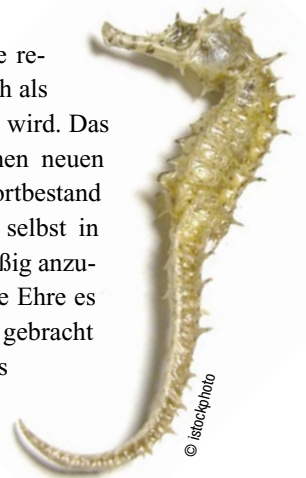 e re-
h als
wird. Das
nen neuen
ortbestand
selbst in
ßig anzu-
e Ehre es
gebracht
s
© istockphoto